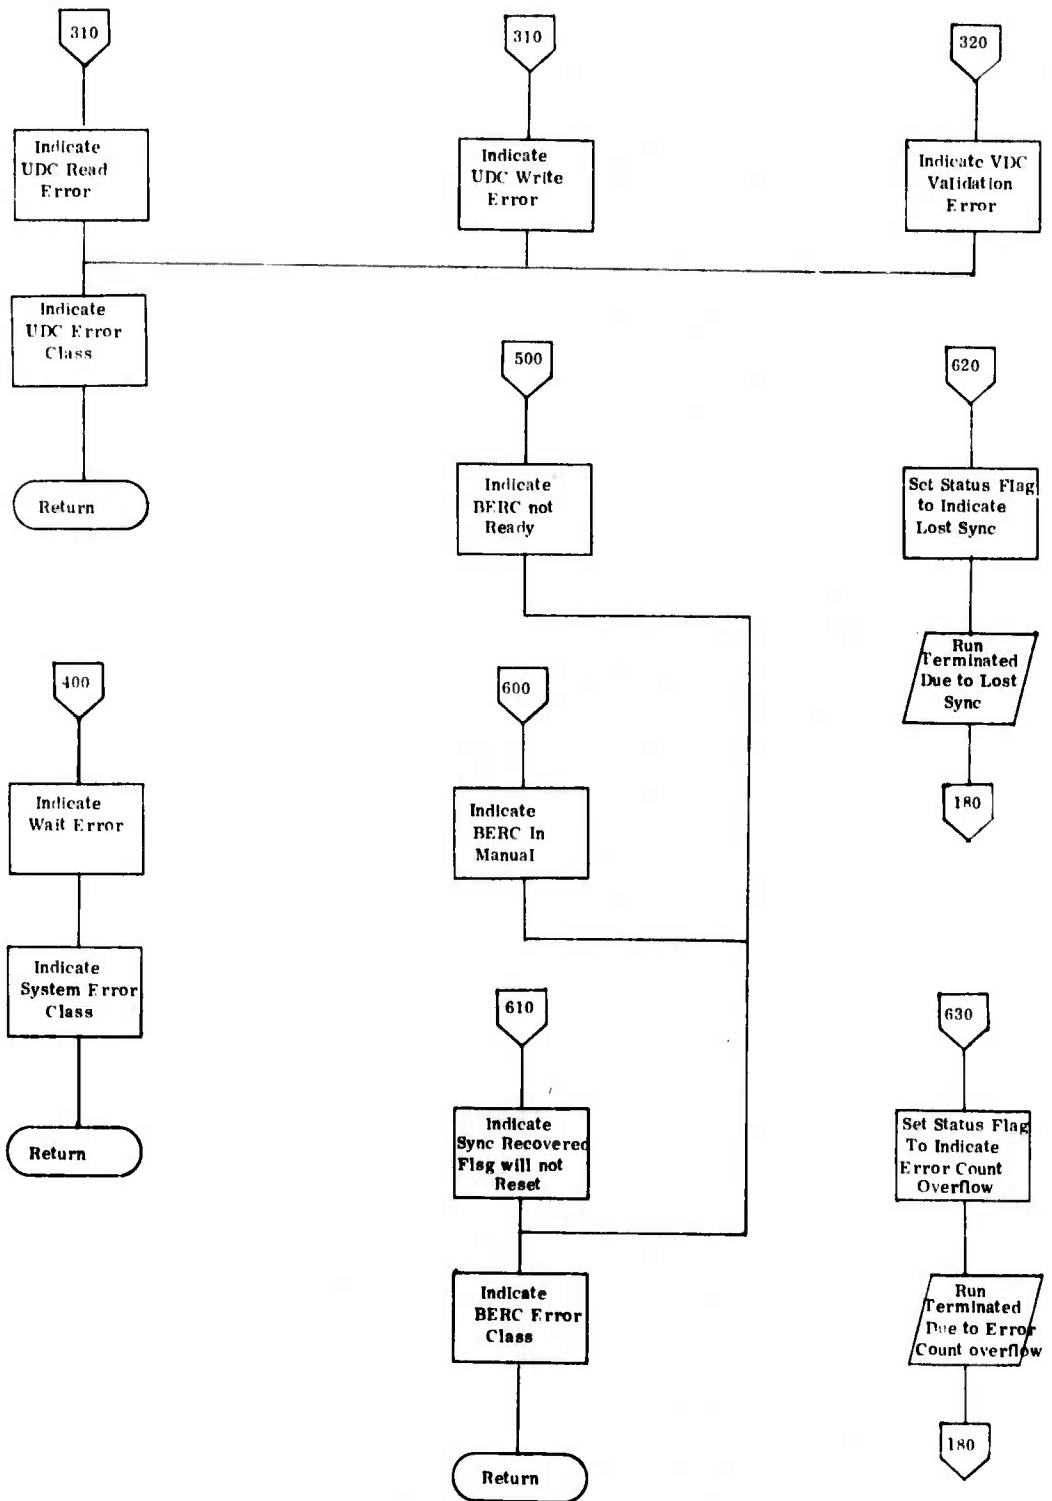 310
Indicate
UDC Read
Error
310
Indicate
UDC Write
Error
320
Indicate VDC
Validation
Error
Indicate
UDC Error
Class
Return
500
Indicate
BERC not
Ready
620
Set Status Flag
to Indicate
Lost Sync
Run
Terminated
Due to Lost
Sync
180
400
Indicate
Wait Error
Indicate
System Error
Class
Return
600
Indicate
BERC In
Manual
610
Indicate
Sync Recovered
Flag will not
Reset
Indicate
BERC Error
Class
Return
630
Set Status Flag
To Indicate
Error Count
Overflow
Run
Terminated
Due to Error
Count overflow
180